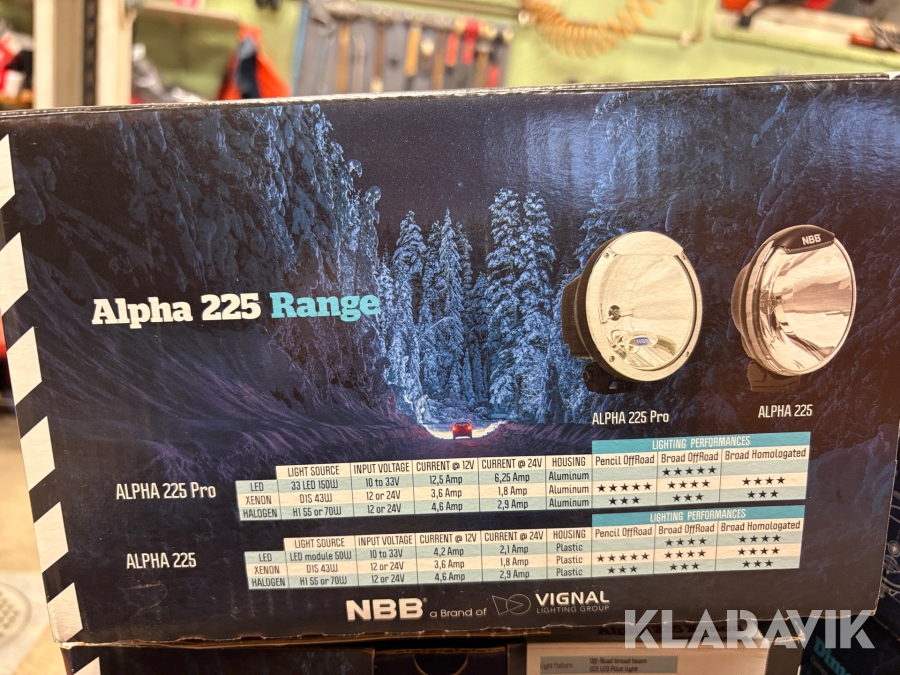 NBB
Alpha 225 Range
ALPHA 225 Pro
ALPHA 225
LIGHTING PERFORMANCES
LIGHT SOURCE INPUT VOLTAGE CURRENT @ 12V CURRENT @ 24V HOUSING Pencil OffRoad Broad OffRoad Broad Homologated
ALPHA 225 Pro
LED 33 LED 150W 10 to 33V 12,5 Amp 6,25 Amp Aluminum ★★★★★
XENON D1S 43W 12 or 24V 3,6 Amp 1,8 Amp Aluminum ★★★★★ ★★★★ ★★★★
HALOGEN H1 55 or 70W 12 or 24V 4,6 Amp 2,9 Amp Aluminum ★★★ ★★★ ★★★
LIGHTING PERFORMANCES
LIGHT SOURCE INPUT VOLTAGE CURRENT @ 12V CURRENT @ 24V HOUSING Pencil OffRoad Broad OffRoad Broad Homologated
ALPHA 225
LED LED module 50W 10 to 33V 4,2 Amp 2,1 Amp Plastic ★★★★ ★★★★
XENON D1S 43W 12 or 24V 3,6 Amp 1,8 Amp Plastic ★★★★★ ★★★★ ★★★★
HALOGEN H1 55 or 70W 12 or 24V 4,6 Amp 2,9 Amp Plastic ★★★ ★★★ ★★★
NBB® a Brand of VIGNAL
LIGHTING GROUP
KLARAVIK